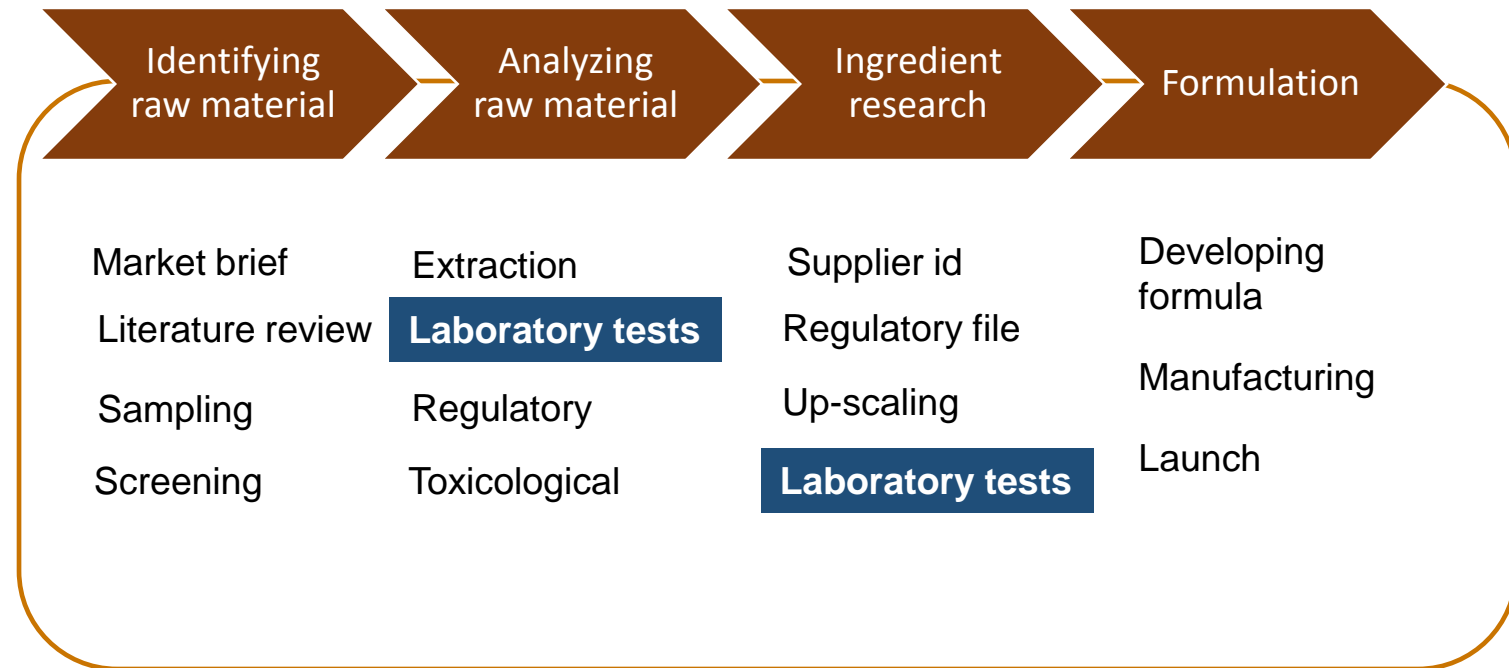 Identifying
raw material
Analyzing
raw material
Ingredient
research
Formulation
Market brief
Literature review
Sampling
Screening
Extraction
Laboratory tests
Regulatory
Toxicological
Supplier id
Regulatory file
Up-scaling
Laboratory tests
Developing
formula
Manufacturing
Launch